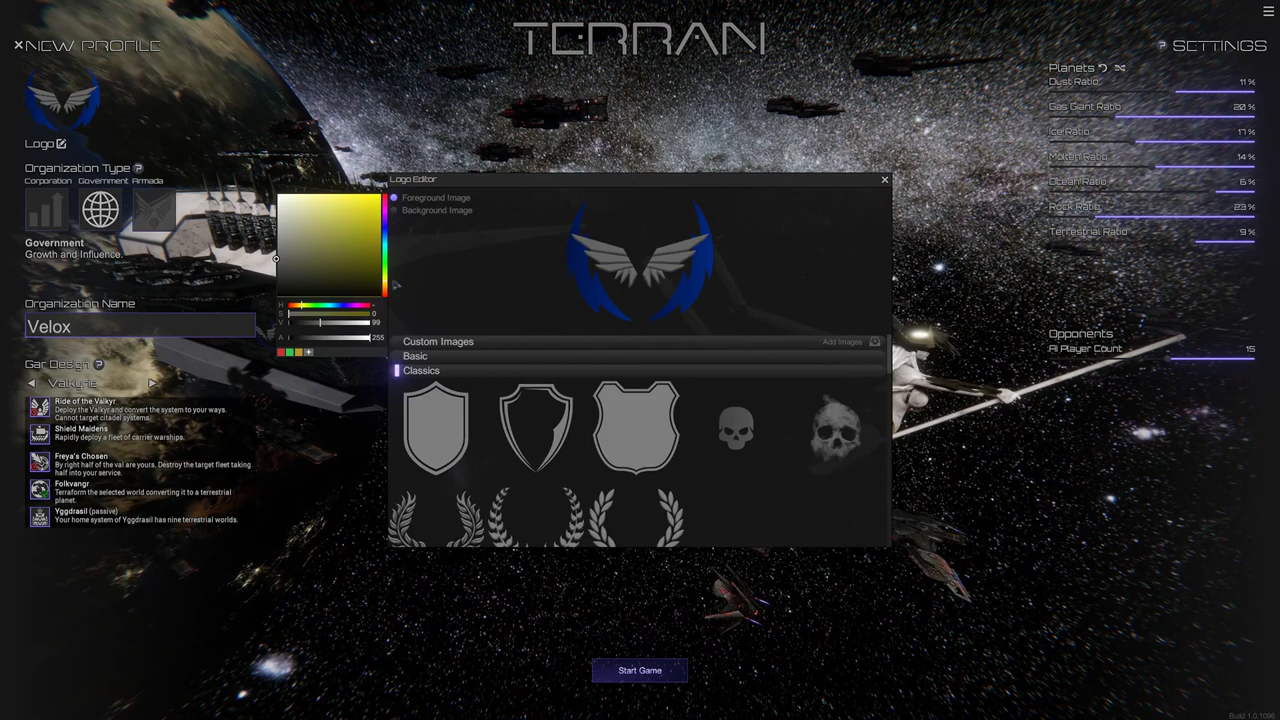 TERRAN
NEW PROFILE
Logo
Organization Type ?
Corporation Government Armada
Government
Growth and Influence.
Organization Name
Velox
Gar Design ?
Valkyrie
Ride of the Valkyr
Deploy the Valkyr and convert the system to your ways.
Cannot target citadel systems.
Shield Maidens
Rapidly deploy a fleet of carrier warships.
Freya's Chosen
By right half of the val are yours. Destroy the target fleet taking
half into your service.
Folkvangr
Terraform the selected world converting it to a terrestrial
planet.
Yggdrasil (passive)
Your home system of Yggdrasil has nine terrestrial worlds.
H
S 0
V 99
A 255
Logo Editor
Foreground Image
Background Image
Custom Images
Add Images
Basic
Classics
Start Game
? SETTINGS
Planets
Dust Ratio 11 %
Gas Giant Ratio 20 %
Ice Ratio 17 %
Molten Ratio 14 %
Ocean Ratio 6 %
Rock Ratio 23 %
Terrestrial Ratio 9 %
Opponents
AI Player Count 15